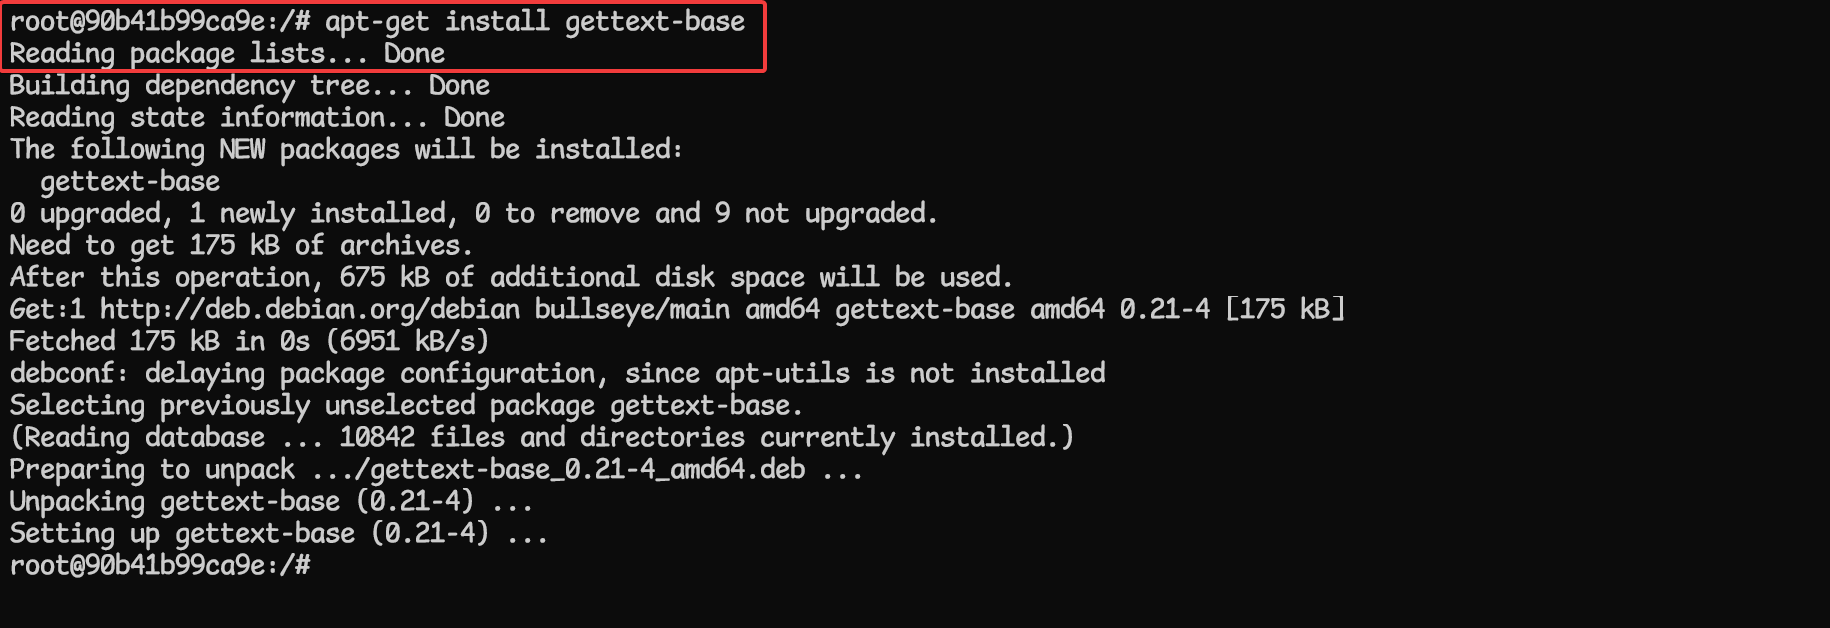 root@90b41b99ca9e:/# apt-get install gettext-base
Reading package lists... Done
Building dependency tree... Done
Reading state information... Done
The following NEW packages will be installed:
  gettext-base
0 upgraded, 1 newly installed, 0 to remove and 9 not upgraded.
Need to get 175 kB of archives.
After this operation, 675 kB of additional disk space will be used.
Get:1 http://deb.debian.org/debian bullseye/main amd64 gettext-base amd64 0.21-4 [175 kB]
Fetched 175 kB in 0s (6951 kB/s)
debconf: delaying package configuration, since apt-utils is not installed
Selecting previously unselected package gettext-base.
(Reading database ... 10842 files and directories currently installed.)
Preparing to unpack .../gettext-base_0.21-4_amd64.deb ...
Unpacking gettext-base (0.21-4) ...
Setting up gettext-base (0.21-4) ...
root@90b41b99ca9e:/#